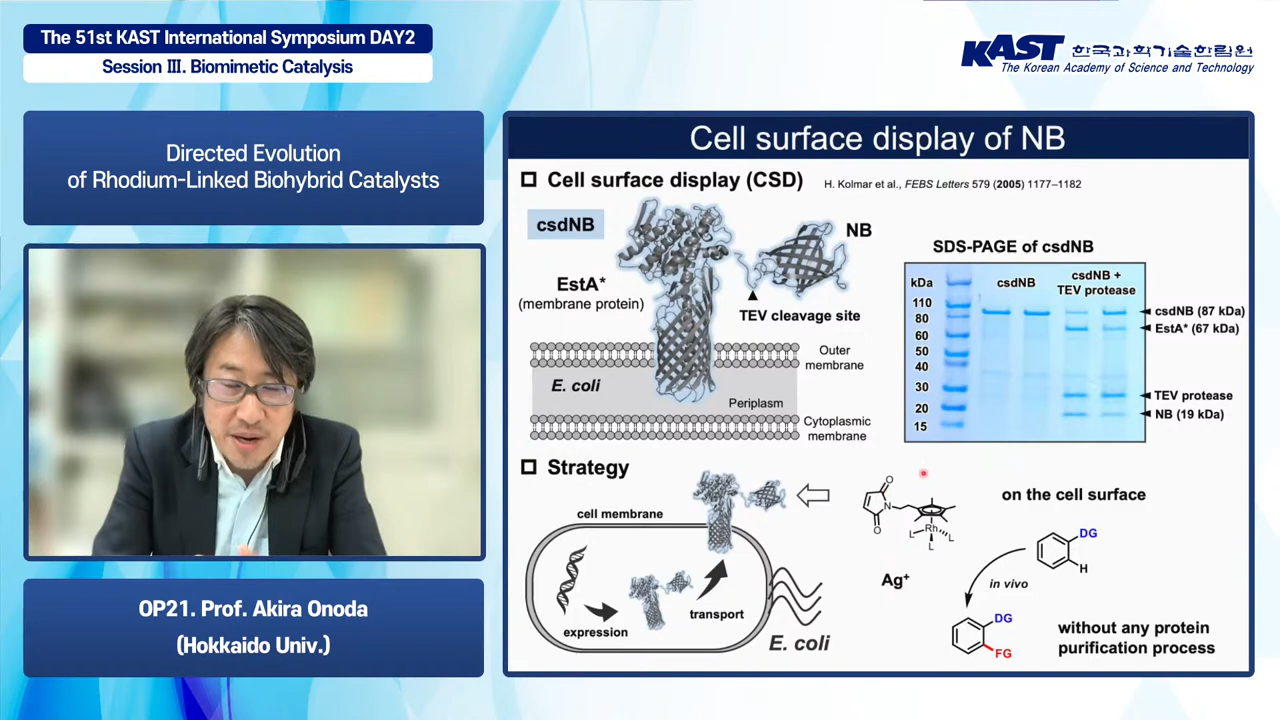 The 51st KAST International Symposium DAY2
Session Ⅲ. Biomimetic Catalysis
KAST 한국과학기술한림원
The Korean Academy of Science and Technology
Directed Evolution
of Rhodium-Linked Biohybrid Catalysts
OP21. Prof. Akira Onoda
(Hokkaido Univ.)
Cell surface display of NB
Cell surface display (CSD)
H. Kolmar et al., FEBS Letters 579 (2005) 1177–1182
csdNB
NB
EstA*
(membrane protein)
TEV cleavage site
Outer
membrane
E. coli
Periplasm
Cytoplasmic
membrane
SDS-PAGE of csdNB
kDa
csdNB
csdNB +
TEV protease
110
80
60
50
40
30
20
15
csdNB (87 kDa)
EstA* (67 kDa)
TEV protease
NB (19 kDa)
Strategy
cell membrane
expression
transport
E. coli
O
N
O
Rh
L
L
L
Ag⁺
on the cell surface
DG
H
in vivo
DG
FG
without any protein
purification process